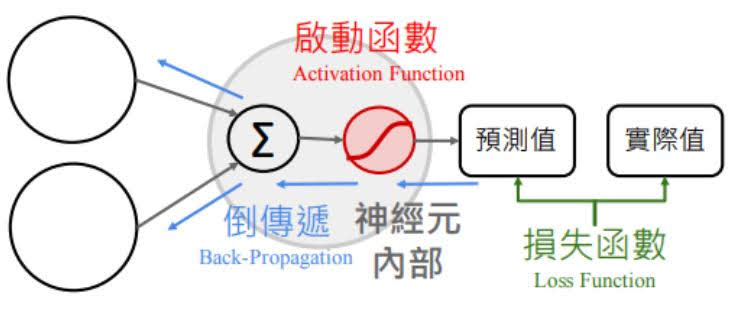 啟動函數
Activation Function
Σ
預測值
實際值
倒傳遞
Back-Propagation
神經元
內部
損失函數
Loss Function